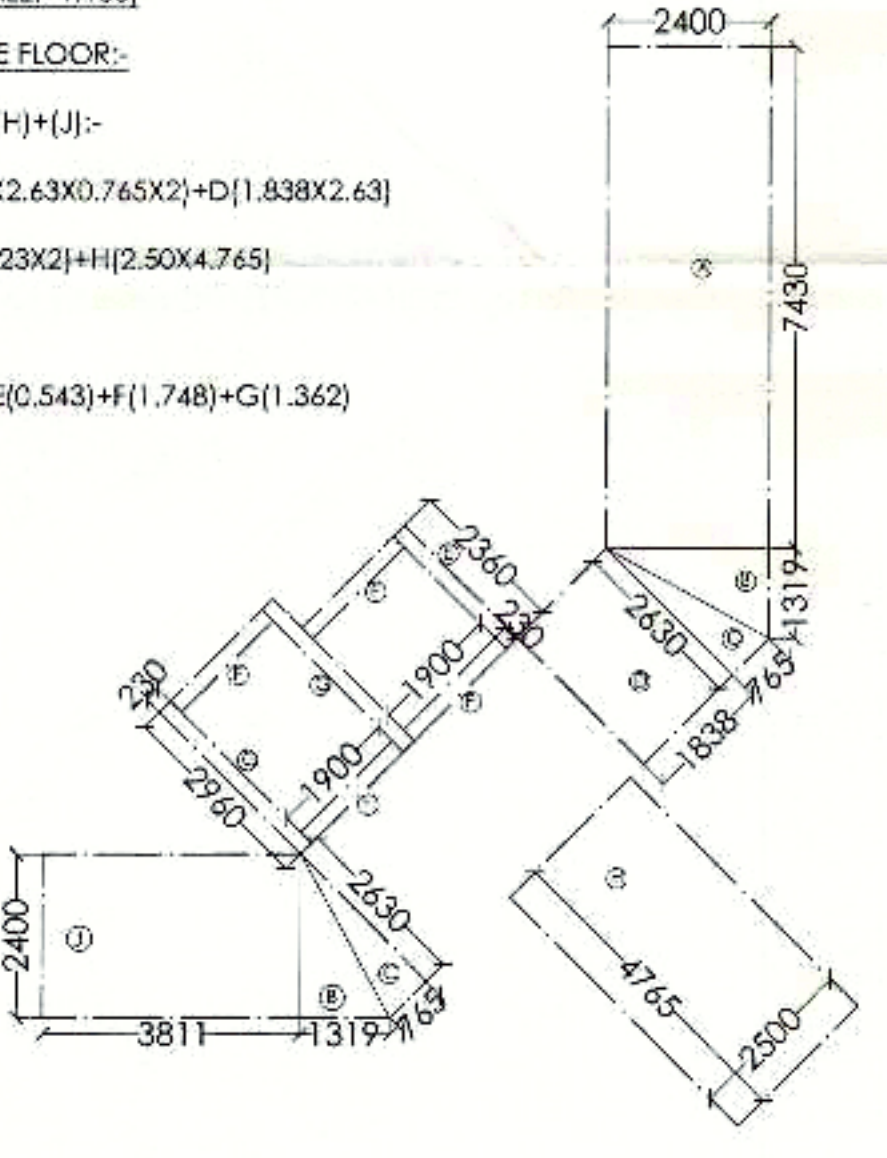 E FLOOR:-
(H)+(J):-
X2.63X0.765X2)+D(1.838X2.63)
23X2)+H(2.50X4.765)
E(0.543)+F(1.748)+G(1.362)
2400
A
7430
B
1319
C
765
2630
D
1838
2360
E
F
230
1900
F
G
F
230
G
1900
2960
2630
2400
J
C
B
765
3811
1319
4765
2500